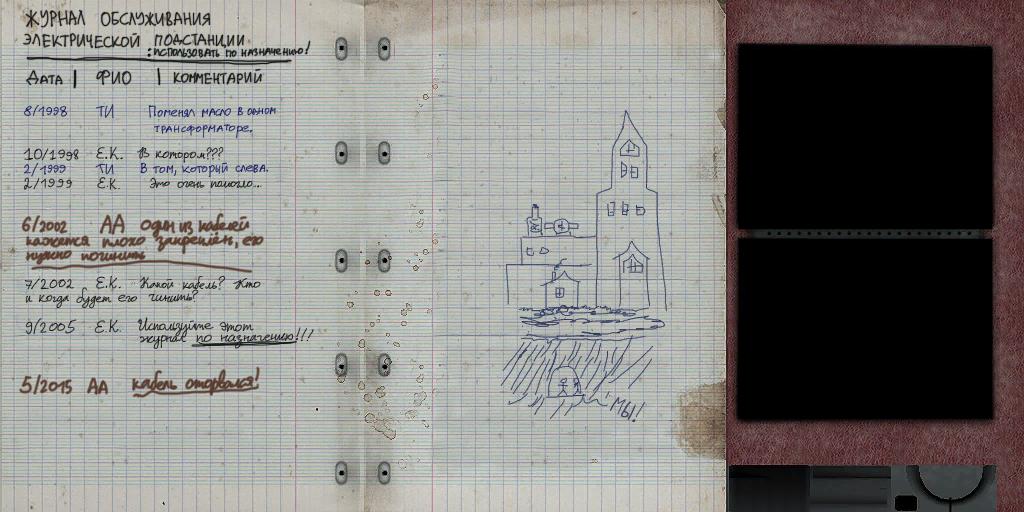 ЖУРНАЛ ОБСЛУЖИВАНИЯ
ЭЛЕКТРИЧЕСКОЙ ПОДСТАНЦИИ
:ИСПОЛЬЗОВАТЬ ПО НАЗНАЧЕНИЮ!
ДАТА | ФИО | КОММЕНТАРИЙ
8/1998 ТИ Поменял масло в одном
трансформаторе.
10/1998 Е.К. В котором???
2/1999 ТИ В том, который слева.
2/1999 Е.К. Это очень помогло...
6/2002 АА один из кабелей
кажется плохо закреплён, его
нужно починить
7/2002 Е.К. Какой кабель? Кто
и когда будет его чинить?
9/2005 Е.К. Используйте этот
журнал по назначению!!!
5/2015 АА кабель оторвался!
МЫ!